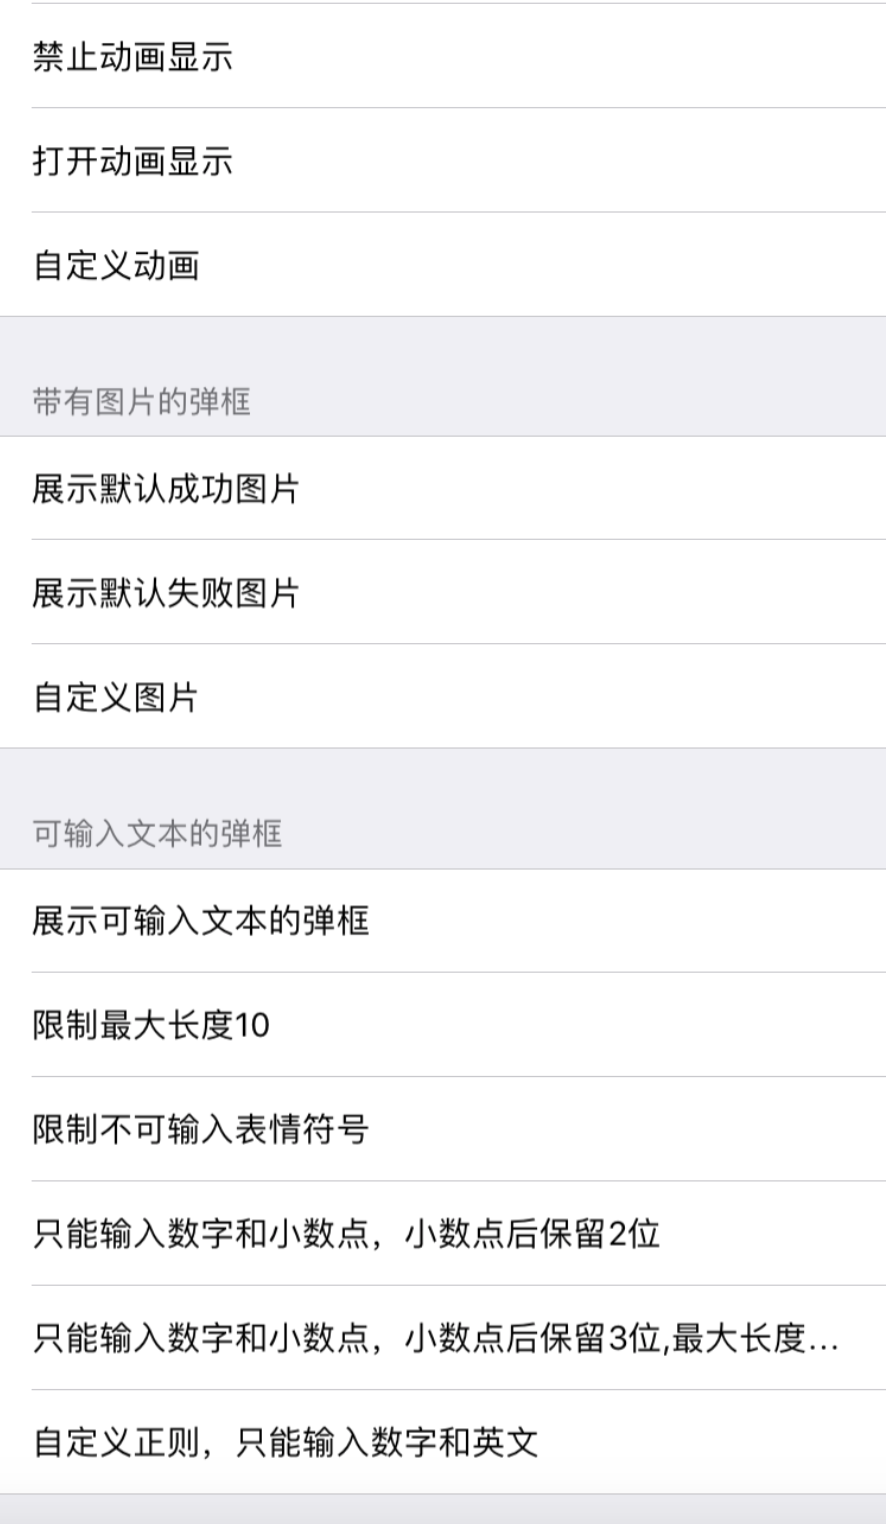 禁止动画显示
打开动画显示
自定义动画
带有图片的弹框
展示默认成功图片
展示默认失败图片
自定义图片
可输入文本的弹框
展示可输入文本的弹框
限制最大长度10
限制不可输入表情符号
只能输入数字和小数点，小数点后保留2位
只能输入数字和小数点，小数点后保留3位,最大长度...
自定义正则，只能输入数字和英文